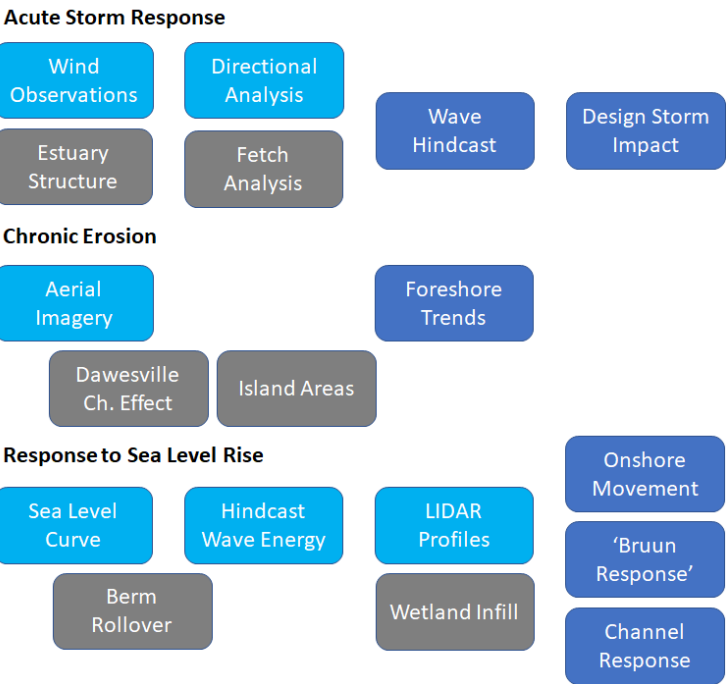 Acute Storm Response
Wind
Observations
Directional
Analysis
Estuary
Structure
Fetch
Analysis
Wave
Hindcast
Design Storm
Impact
Chronic Erosion
Aerial
Imagery
Foreshore
Trends
Dawesville
Ch. Effect
Island Areas
Response to Sea Level Rise
Sea Level
Curve
Hindcast
Wave Energy
LIDAR
Profiles
Onshore
Movement
‘Bruun
Response’
Berm
Rollover
Wetland Infill
Channel
Response